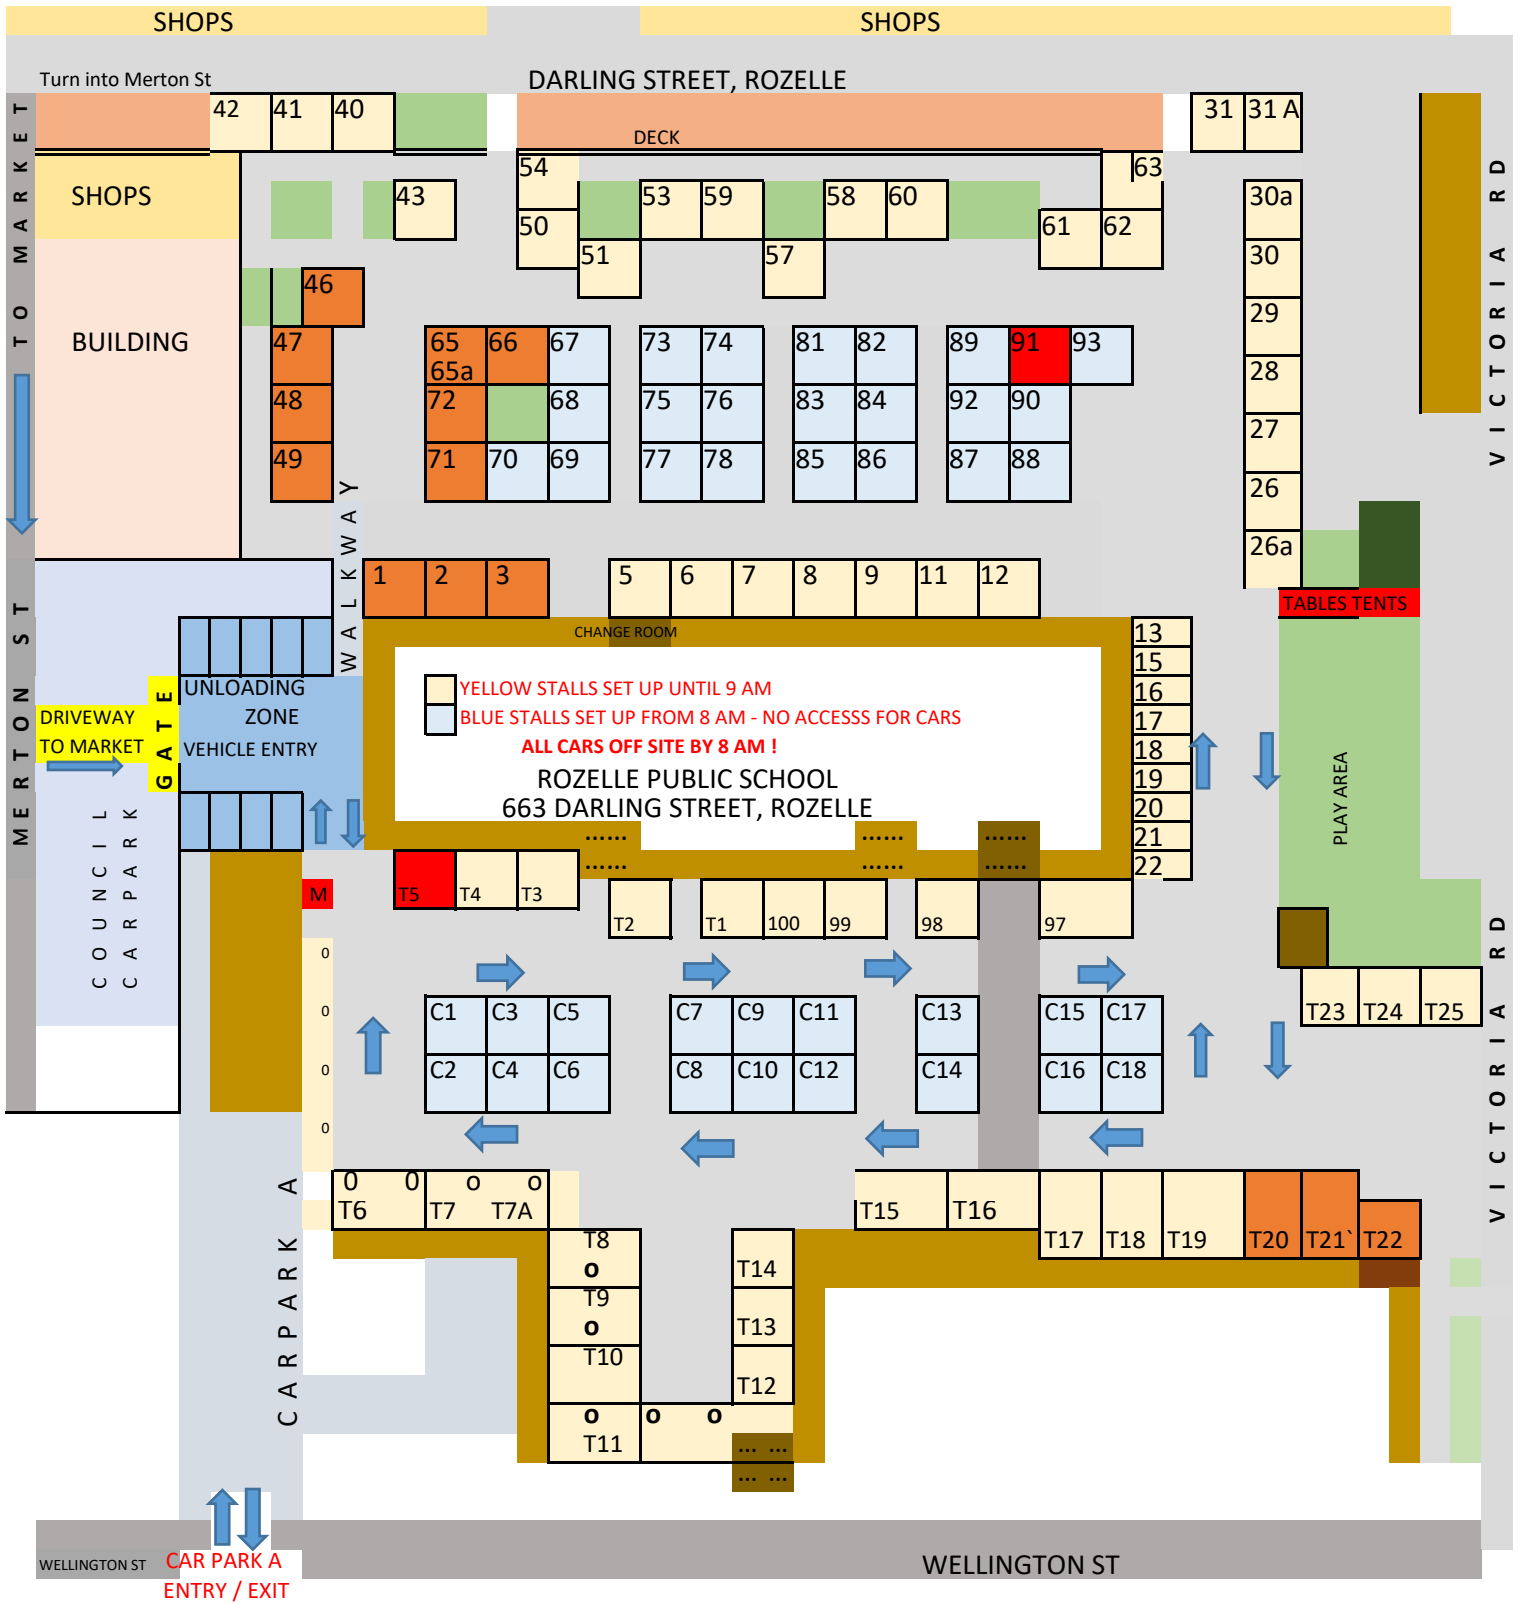 SHOPS SHOPS
Turn into Merton St DARLING STREET, ROZELLE
TO MARKET
42 41 40 31 31 A
DECK
VICTORIA RD
54 63
SHOPS 43 53 59 58 60 30a
50 61 62
51 57 30
46
29
BUILDING 47 65 66 67 73 74 81 82 89 91 93
65a
28
48 72 68 75 76 83 84 92 90
27
49 71 70 69 77 78 85 86 87 88
26
WALKWAY
26a
1 2 3 5 6 7 8 9 11 12
TABLES TENTS
MERTON ST
CHANGE ROOM 13
15
UNLOADING YELLOW STALLS SET UP UNTIL 9 AM 16
GATE
DRIVEWAY ZONE BLUE STALLS SET UP FROM 8 AM - NO ACCESSS FOR CARS 17
TO MARKET VEHICLE ENTRY ALL CARS OFF SITE BY 8 AM ! 18
ROZELLE PUBLIC SCHOOL 19
663 DARLING STREET, ROZELLE 20
PLAY AREA
COUNCIL
CARPARK
...... ...... ...... 21
...... ...... ...... 22
M T5 T4 T3
T2 T1 100 99 98 97
VICTORIA RD
0
0 C1 C3 C5 C7 C9 C11 C13 C15 C17 T23 T24 T25
0 C2 C4 C6 C8 C10 C12 C14 C16 C18
0
VICTORIA RD
0 0 o o
T6 T7 T7A T15 T16
T8 T17 T18 T19 T20 T21` T22
o T14
T9
o T13
T10
T12
CARPARK A
o o o
T11 ... ...
... ...
WELLINGTON ST CAR PARK A WELLINGTON ST
ENTRY / EXIT